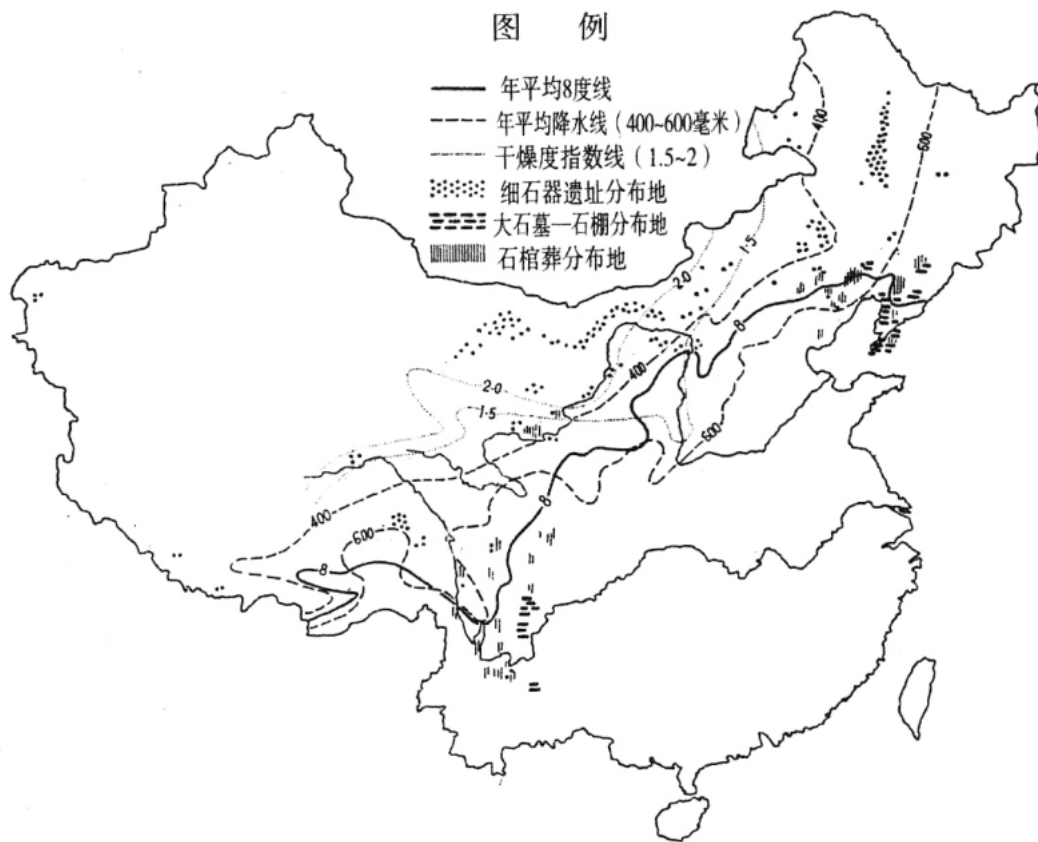 图 例
年平均8度线
年平均降水线（400~600毫米）
干燥度指数线（1.5~2）
细石器遗址分布地
大石墓—石棚分布地
石棺葬分布地
400
600
1·5
2·0
8
400
2·0
1·5
600
8
400
600
8